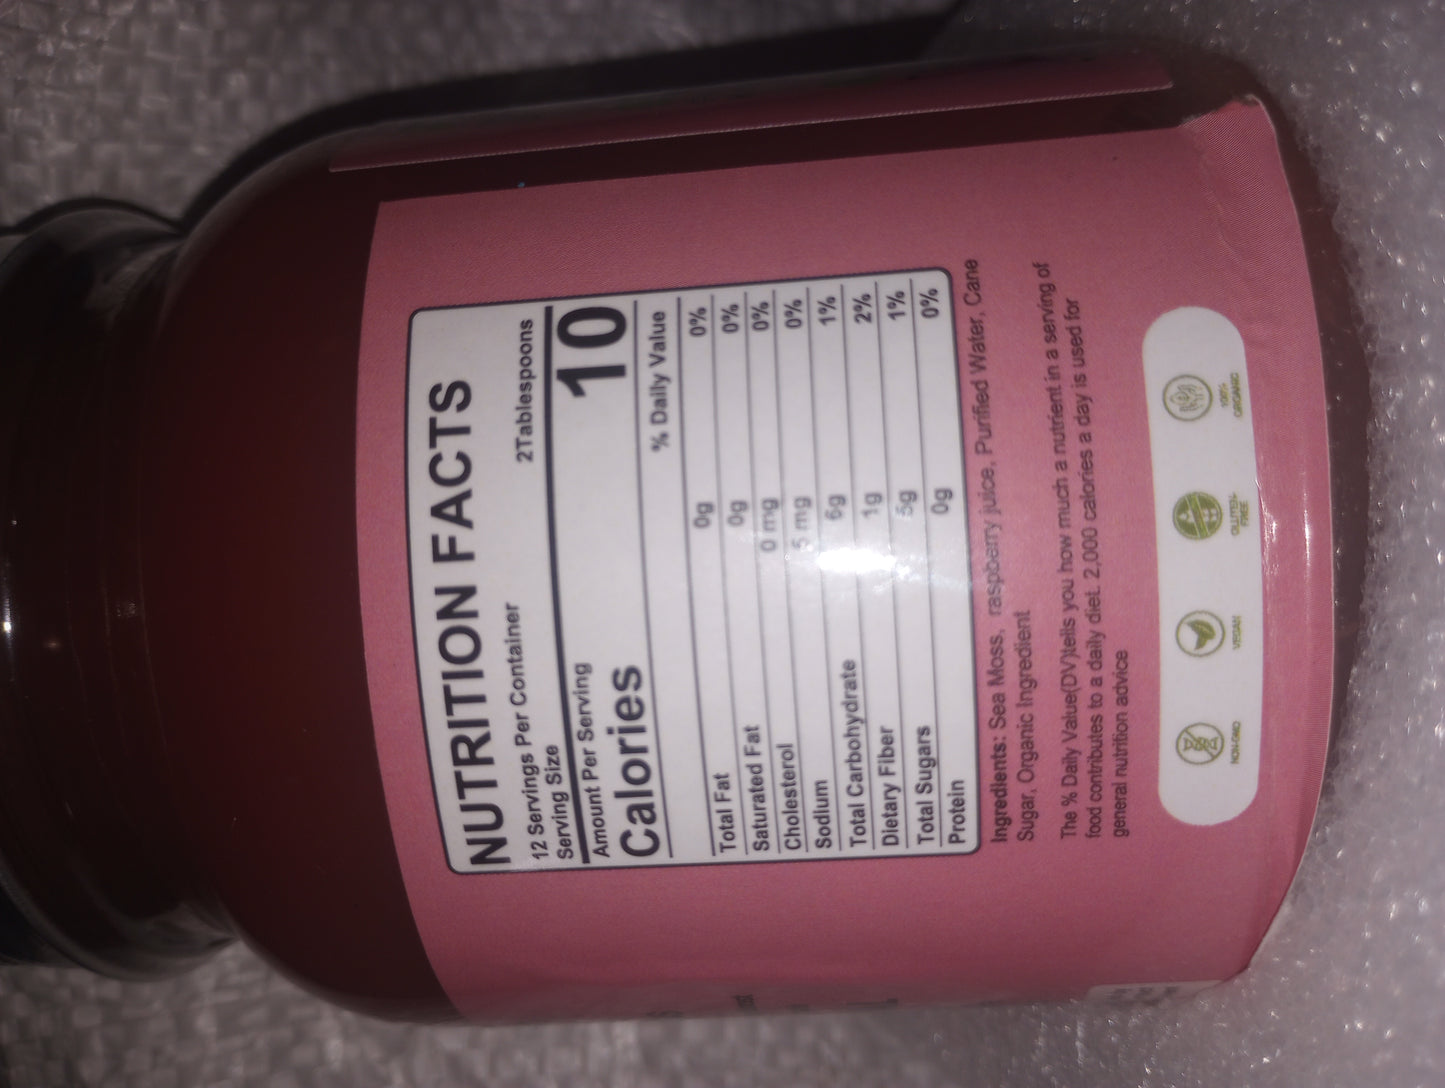 NUTRITION FACTS
12 Servings Per Container
Serving Size 2Tablespoons
Amount Per Serving
Calories 10
% Daily Value
Total Fat 0g 0%
Saturated Fat 0g 0%
Cholesterol 0 mg 0%
Sodium 5 mg 0%
Total Carbohydrate 6g 1%
Dietary Fiber 1g 2%
Total Sugars 5g 1%
Protein 0g 0%
Ingredients: Sea Moss, raspberry juice, Purified Water, Cane
Sugar, Organic Ingredient
The % Daily Value(DV)tells you how much a nutrient in a serving of
food contributes to a daily diet. 2,000 calories a day is used for
general nutrition advice
NON-GMO
VEGAN
GLUTEN-
FREE
100%
ORGANIC